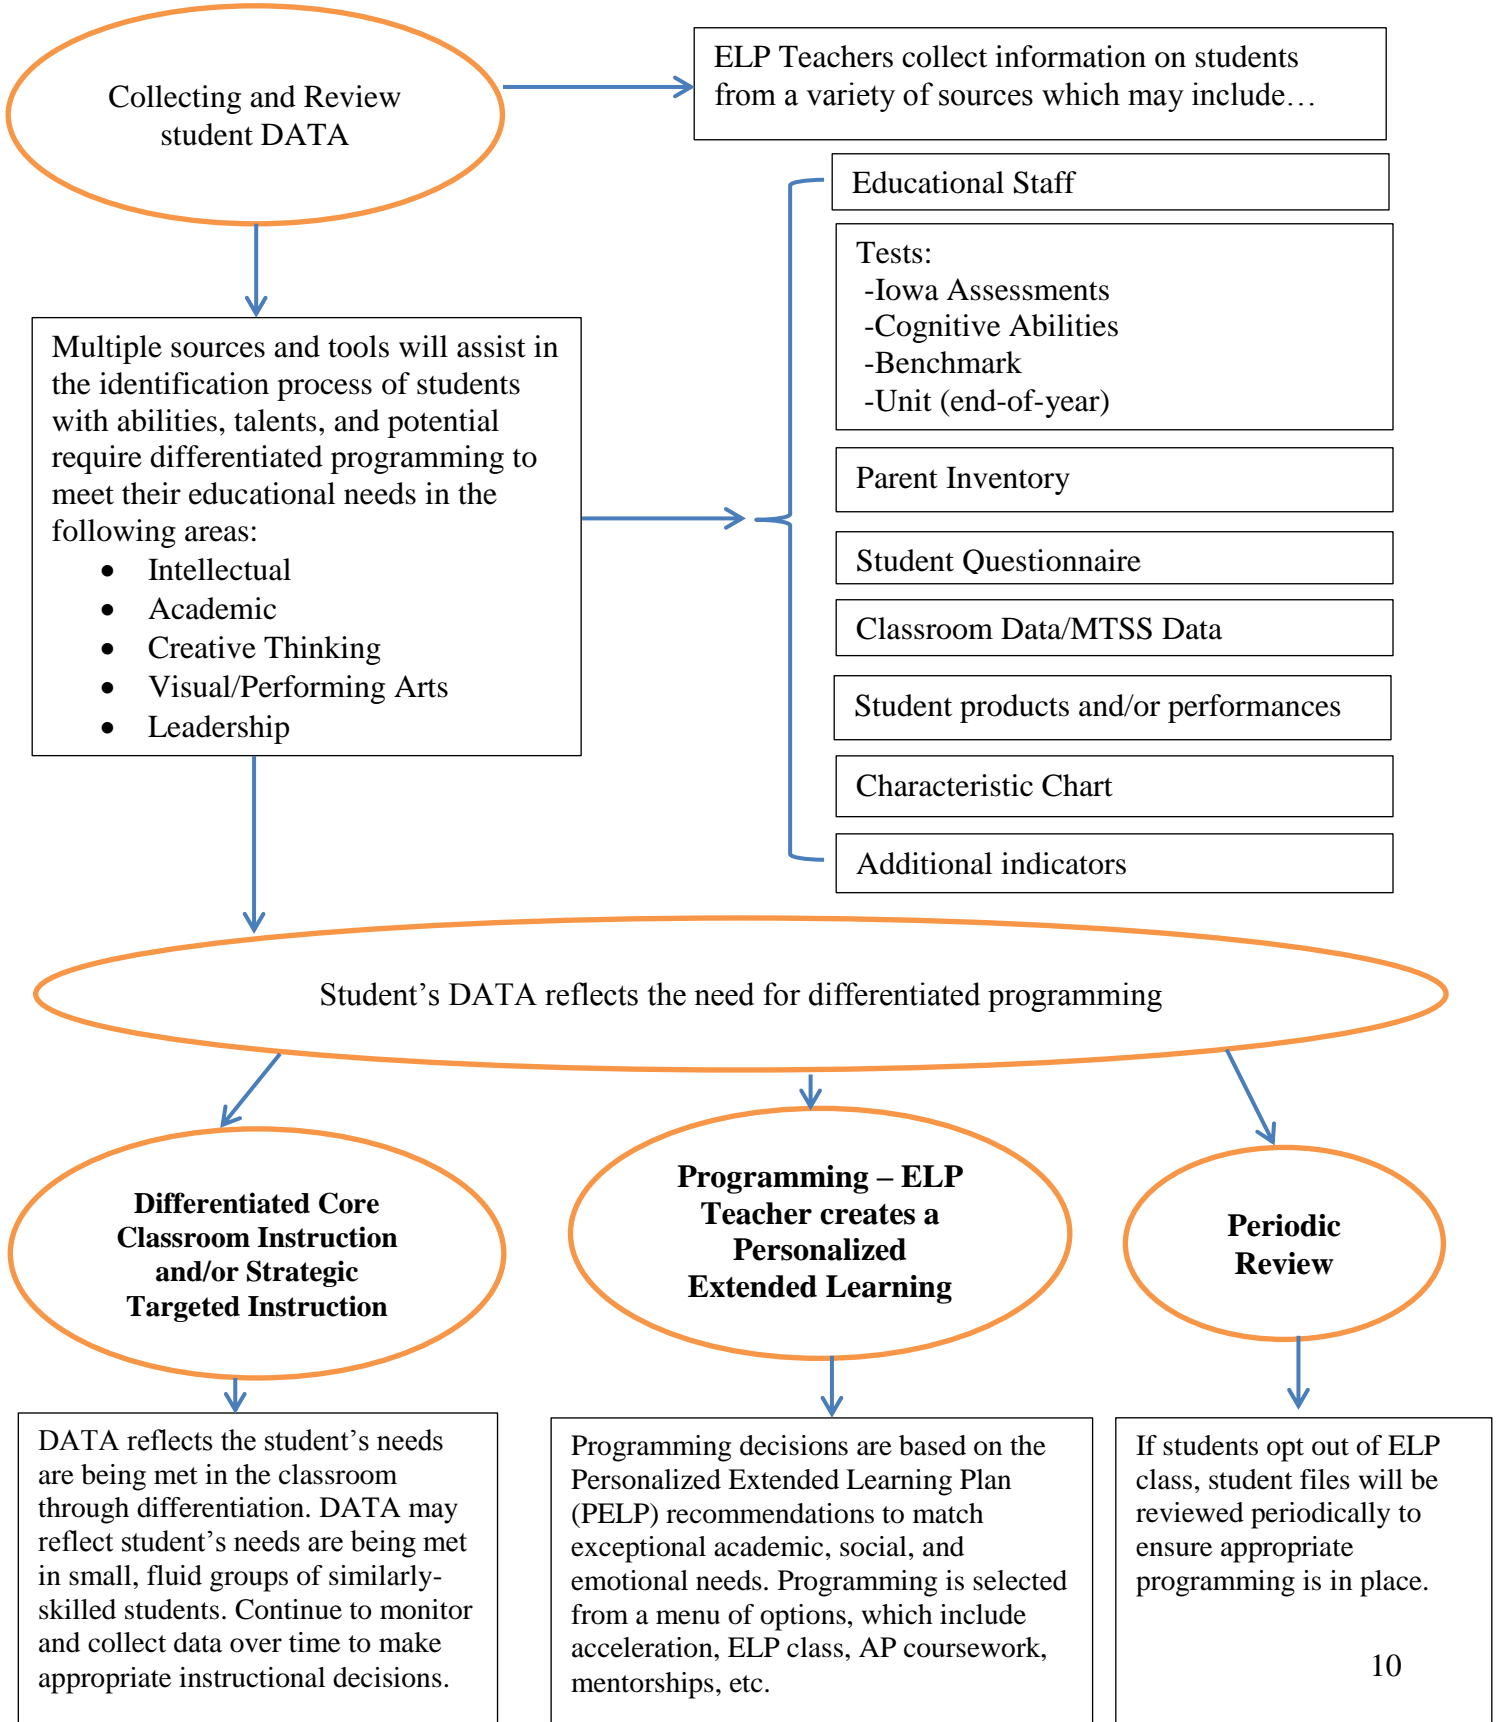 Collecting and Review
student DATA
ELP Teachers collect information on students
from a variety of sources which may include…
Multiple sources and tools will assist in
the identification process of students
with abilities, talents, and potential
require differentiated programming to
meet their educational needs in the
following areas:
• Intellectual
• Academic
• Creative Thinking
• Visual/Performing Arts
• Leadership
Educational Staff
Tests:
-Iowa Assessments
-Cognitive Abilities
-Benchmark
-Unit (end-of-year)
Parent Inventory
Student Questionnaire
Classroom Data/MTSS Data
Student products and/or performances
Characteristic Chart
Additional indicators
Student’s DATA reflects the need for differentiated programming
Differentiated Core
Classroom Instruction
and/or Strategic
Targeted Instruction
Programming – ELP
Teacher creates a
Personalized
Extended Learning
Periodic
Review
DATA reflects the student’s needs
are being met in the classroom
through differentiation. DATA may
reflect student’s needs are being met
in small, fluid groups of similarly-
skilled students. Continue to monitor
and collect data over time to make
appropriate instructional decisions.
Programming decisions are based on the
Personalized Extended Learning Plan
(PELP) recommendations to match
exceptional academic, social, and
emotional needs. Programming is selected
from a menu of options, which include
acceleration, ELP class, AP coursework,
mentorships, etc.
If students opt out of ELP
class, student files will be
reviewed periodically to
ensure appropriate
programming is in place.
10